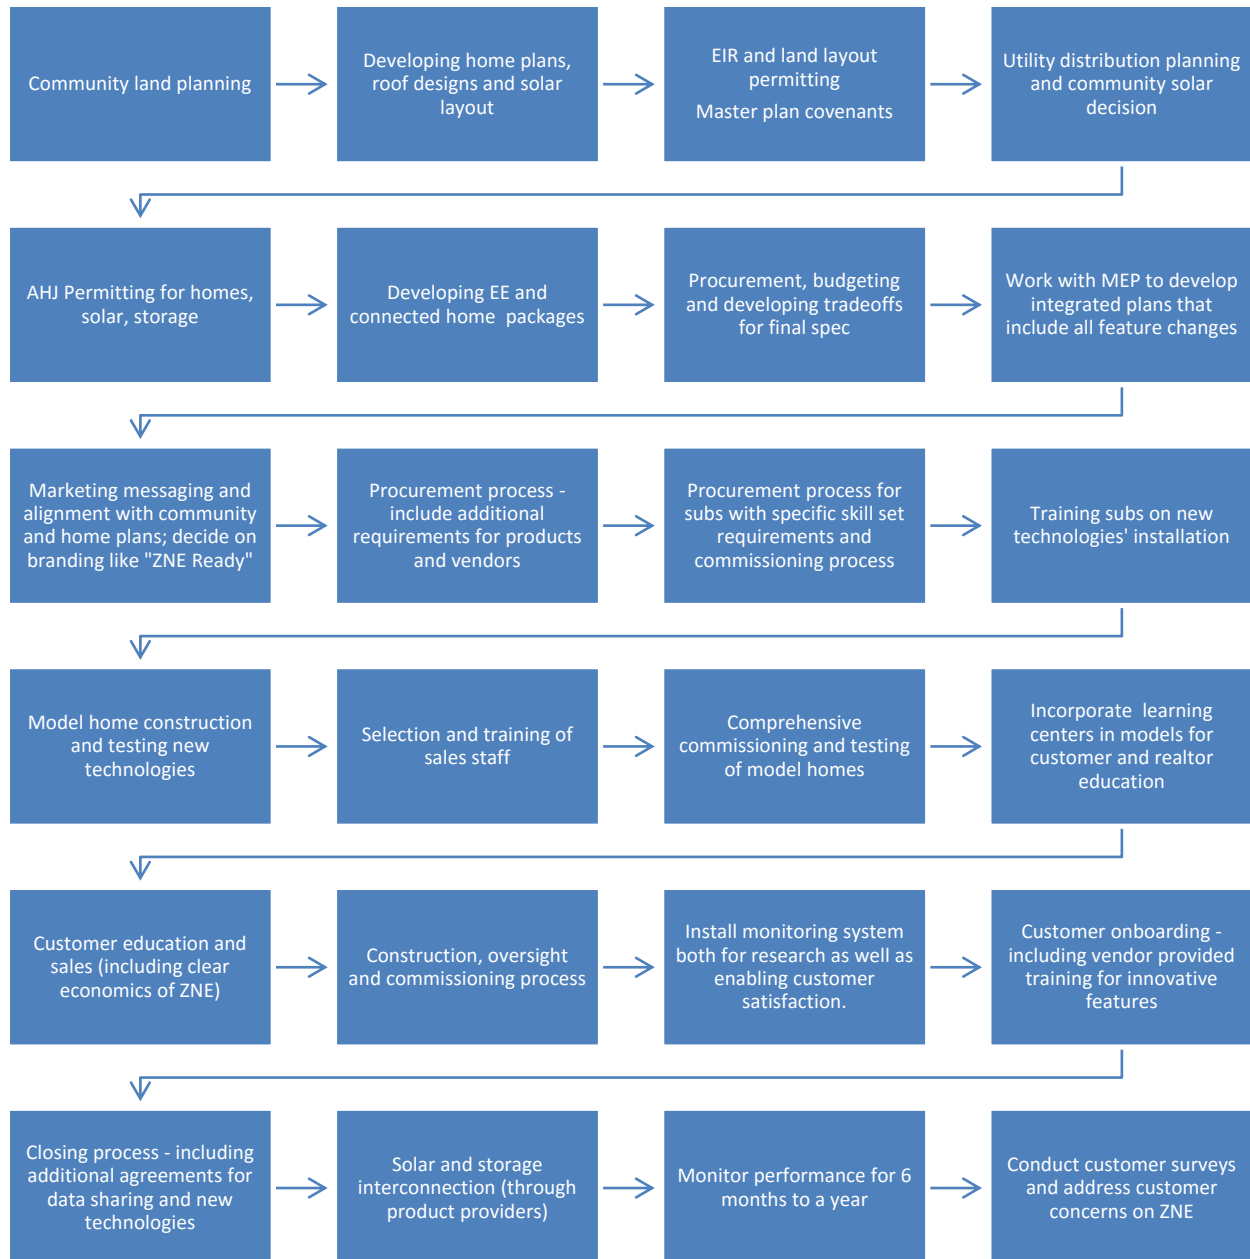 Community land planning
Developing home plans,
roof designs and solar
layout
EIR and land layout
permitting
Master plan covenants
Utility distribution planning
and community solar
decision
AHJ Permitting for homes,
solar, storage
Developing EE and
connected home  packages
Procurement, budgeting
and developing tradeoffs
for final spec
Work with MEP to develop
integrated plans that
include all feature changes
Marketing messaging and
alignment with community
and home plans; decide on
branding like "ZNE Ready"
Procurement process -
include additional
requirements for products
and vendors
Procurement process for
subs with specific skill set
requirements and
commissioning process
Training subs on new
technologies' installation
Model home construction
and testing new
technologies
Selection and training of
sales staff
Comprehensive
commissioning and testing
of model homes
Incorporate  learning
centers in models for
customer and realtor
education
Customer education and
sales (including clear
economics of ZNE)
Construction, oversight
and commissioning process
Install monitoring system
both for research as well as
enabling customer
satisfaction.
Customer onboarding -
including vendor provided
training for innovative
features
Closing process - including
additional agreements for
data sharing and new
technologies
Solar and storage
interconnection (through
product providers)
Monitor performance for 6
months to a year
Conduct customer surveys
and address customer
concerns on ZNE